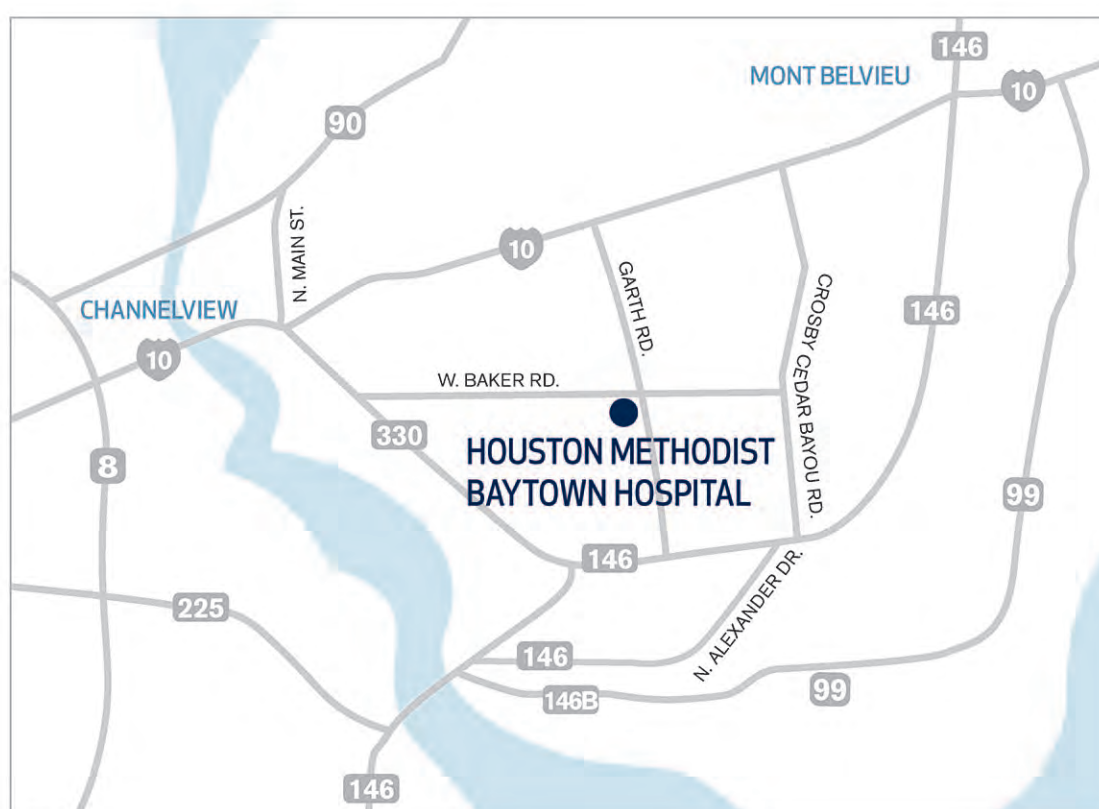 146
MONT BELVIEU
10
90
N. MAIN ST.
10
GARTH RD.
CROSBY CEDAR BAYOU RD.
CHANNELVIEW
146
10
W. BAKER RD.
330
HOUSTON METHODIST
BAYTOWN HOSPITAL
8
99
146
N. ALEXANDER DR.
225
146
146B
99
146